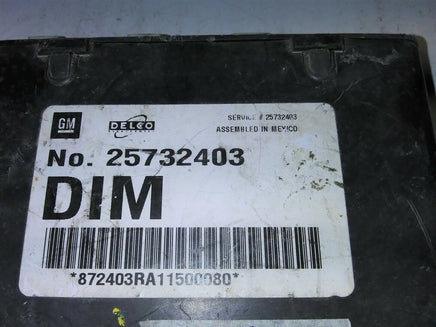 GM
DELCO
SERVICE # 25732403
ASSEMBLED IN MEXICO
No. 25732403
DIM
*872403RA11500080*